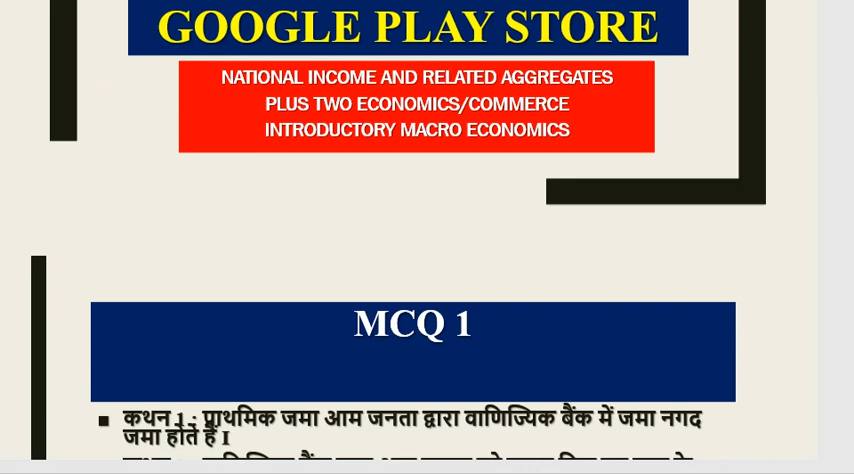 GOOGLE PLAY STORE
NATIONAL INCOME AND RELATED AGGREGATES
PLUS TWO ECONOMICS/COMMERCE
INTRODUCTORY MACRO ECONOMICS
MCQ 1
▪ कथन 1 : प्राथमिक जमा आम जनता द्वारा वाणिज्यिक बैंक में जमा नगद
जमा होते हैं I